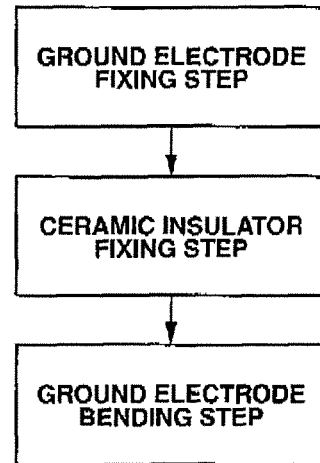 GROUND ELECTRODE
FIXING STEP
CERAMIC INSULATOR
FIXING STEP
GROUND ELECTRODE
BENDING STEP